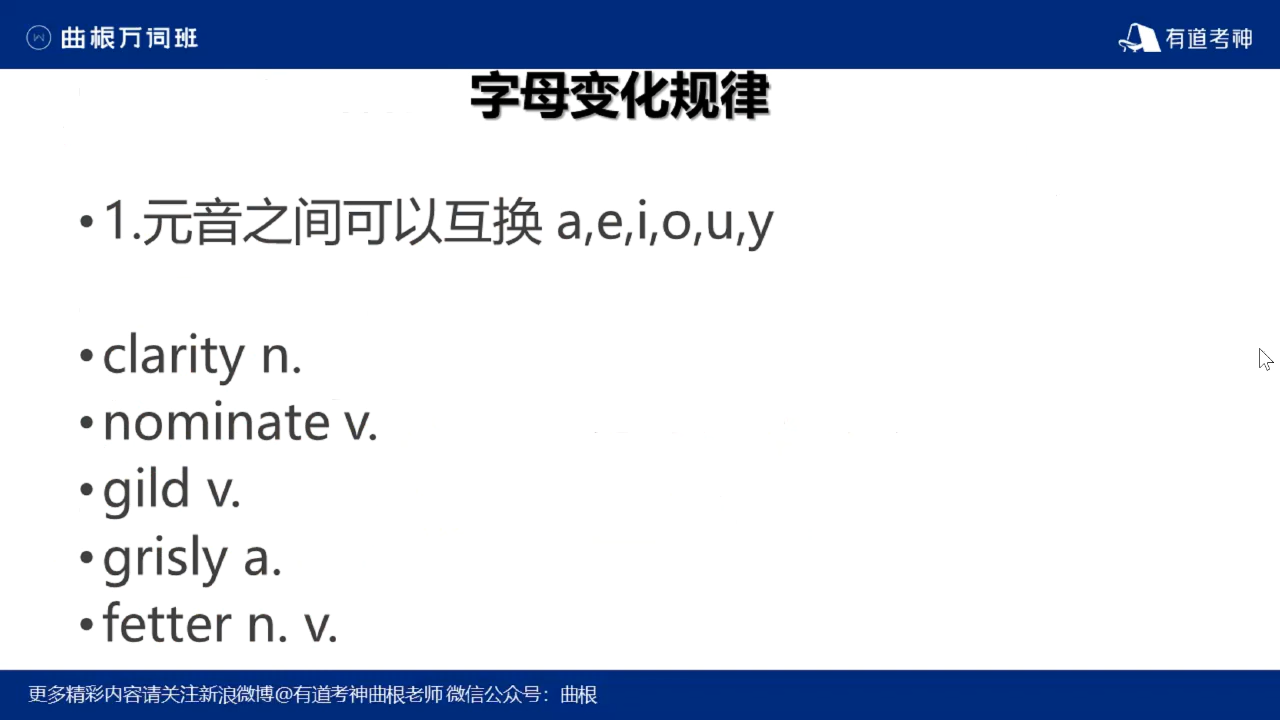 曲根万词班
有道考神
字母变化规律
•1.元音之间可以互换 a,e,i,o,u,y
•clarity n.
•nominate v.
•gild v.
•grisly a.
•fetter n. v.
更多精彩内容请关注新浪微博@有道考神曲根老师 微信公众号：曲根